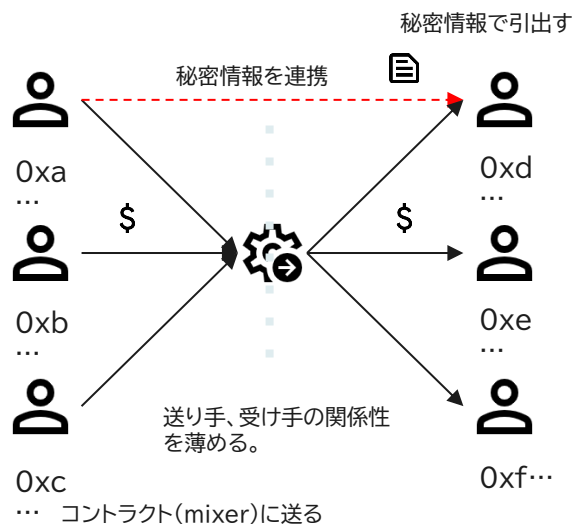 秘密情報で引出す
秘密情報を連携
0xa
…
0xd
…
$
$
0xb
…
0xe
…
送り手、受け手の関係性
を薄める。
0xc
…
0xf…
コントラクト(mixer)に送る